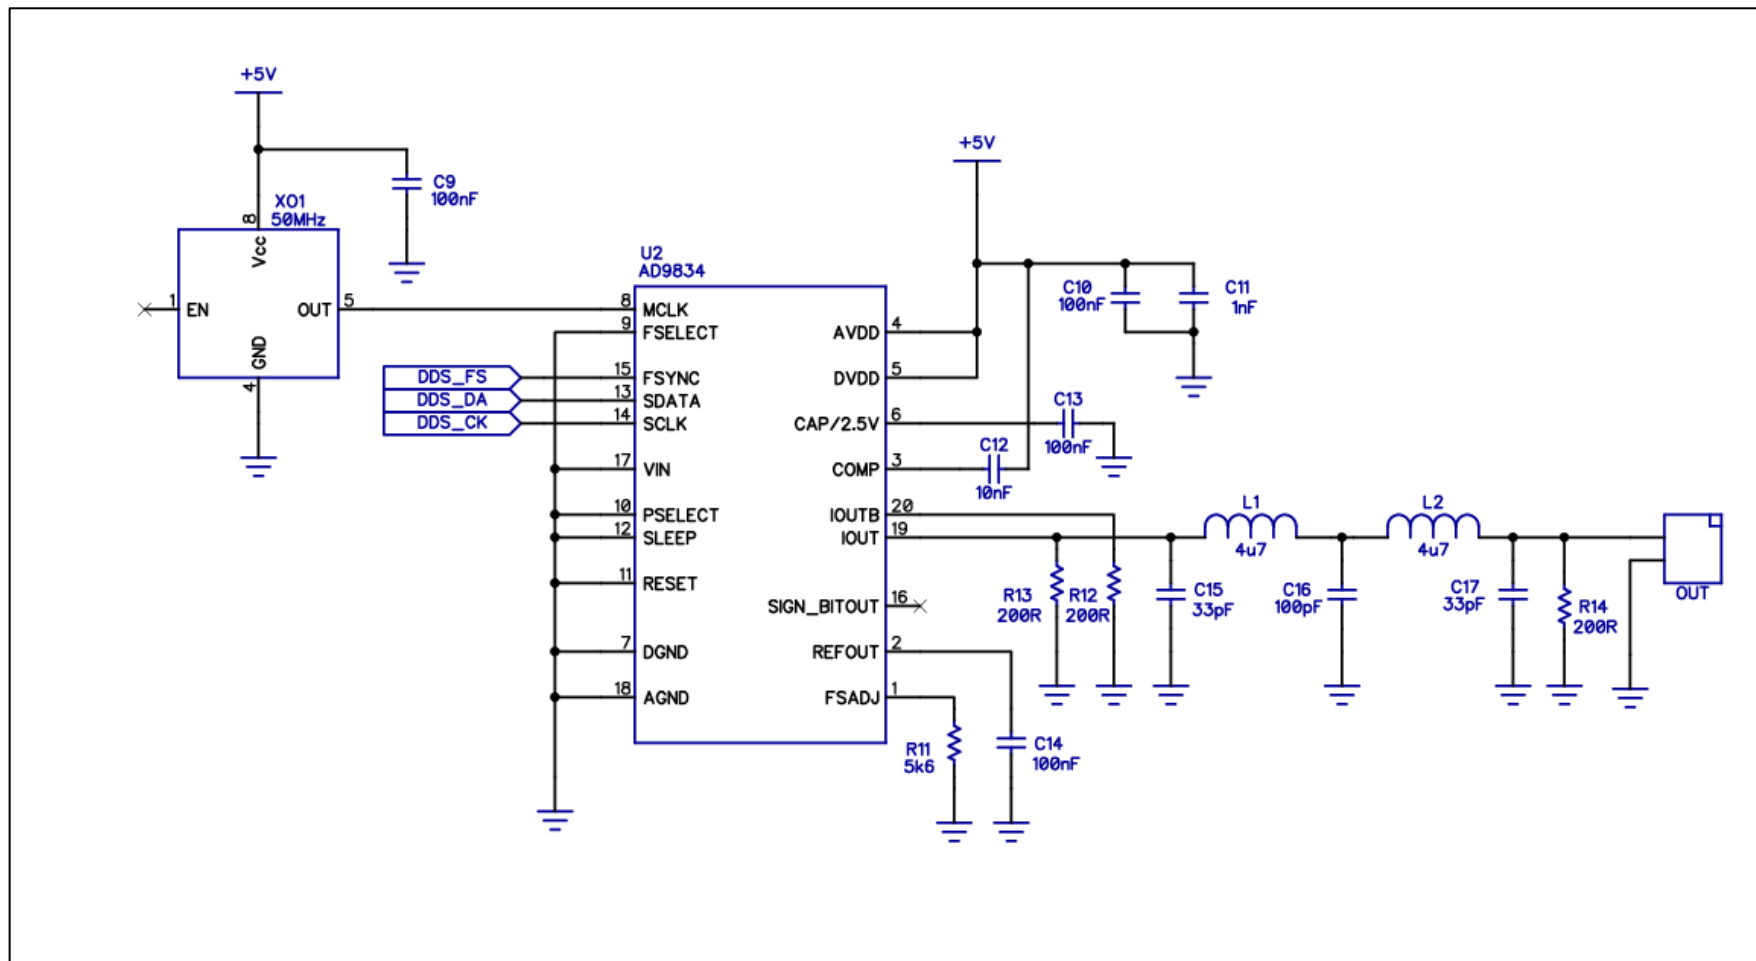 +5V
C9
100nF
XO1
50MHz
8
Vcc
1
EN
OUT
5
GND
4
U2
AD9834
8
MCLK
9
FSELECT
DDS_FS
15
FSYNC
DDS_DA
13
SDATA
DDS_CK
14
SCLK
17
VIN
10
PSELECT
12
SLEEP
11
RESET
7
DGND
18
AGND
+5V
AVDD
4
DVDD
5
CAP/2.5V
6
COMP
3
IOUTB
20
IOUT
19
SIGN_BITOUT
16
REFOUT
2
FSADJ
1
C10
100nF
C11
1nF
C13
100nF
C12
10nF
R13
200R
R12
200R
C15
33pF
L1
4u7
C16
100pF
L2
4u7
C17
33pF
R14
200R
OUT
R11
5k6
C14
100nF